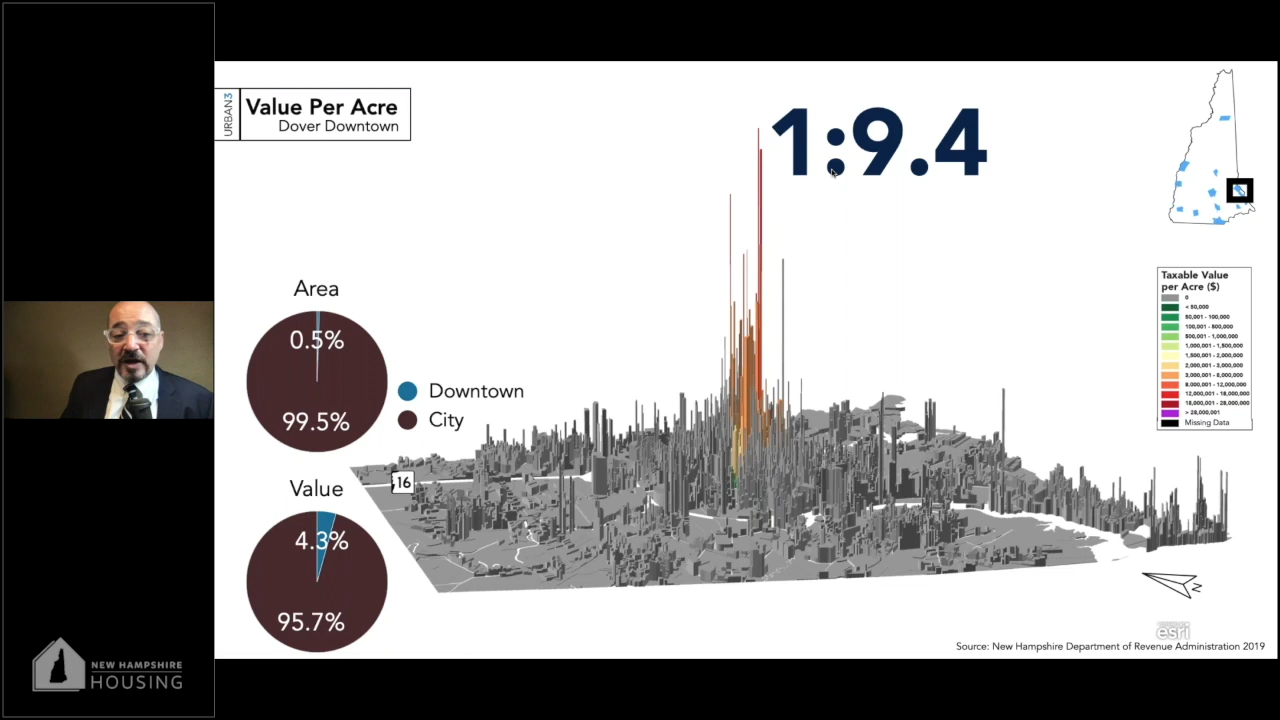 URBAN3
Value Per Acre
Dover Downtown
1:9.4
Area
0.5%
99.5%
Downtown
City
Value
4.3%
95.7%
16
Taxable Value
per Acre ($)
0
< 50,000
50,001 - 100,000
100,001 - 500,000
500,001 - 1,000,000
1,000,001 - 1,500,000
1,500,001 - 2,000,000
2,000,001 - 3,000,000
3,000,001 - 8,000,000
8,000,001 - 12,000,000
12,000,001 - 18,000,000
18,000,001 - 28,000,000
> 28,000,001
Missing Data
N
esri
Source: New Hampshire Department of Revenue Administration 2019
NEW HAMPSHIRE
HOUSING